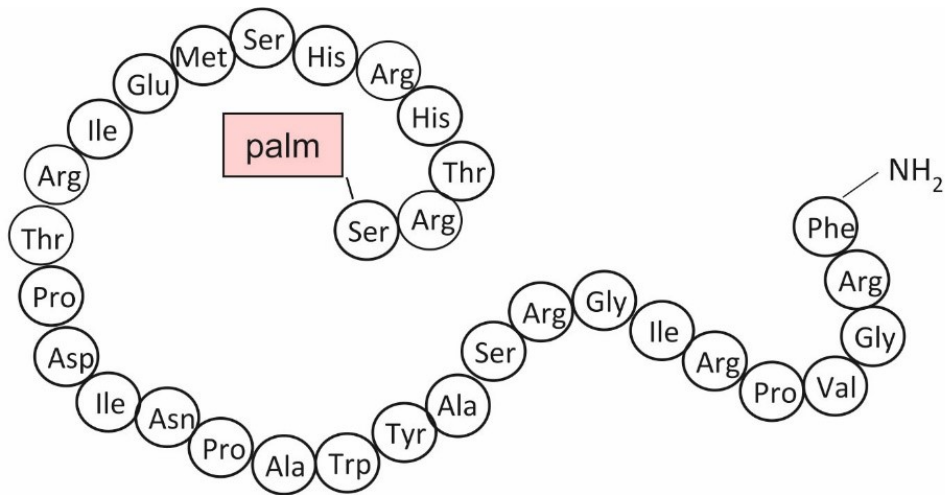 palm
Ser
Arg
Thr
His
Arg
His
Ser
Met
Glu
Ile
Arg
Thr
Pro
Asp
Ile
Asn
Pro
Ala
Trp
Tyr
Ala
Ser
Arg
Gly
Ile
Arg
Pro
Val
Gly
Arg
Phe
NH₂